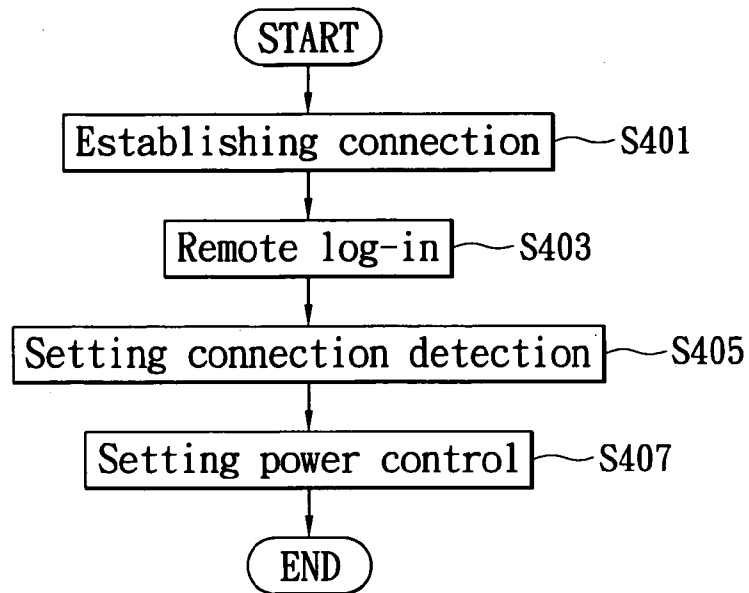 START
Establishing connection S401
Remote log-in S403
Setting connection detection S405
Setting power control S407
END